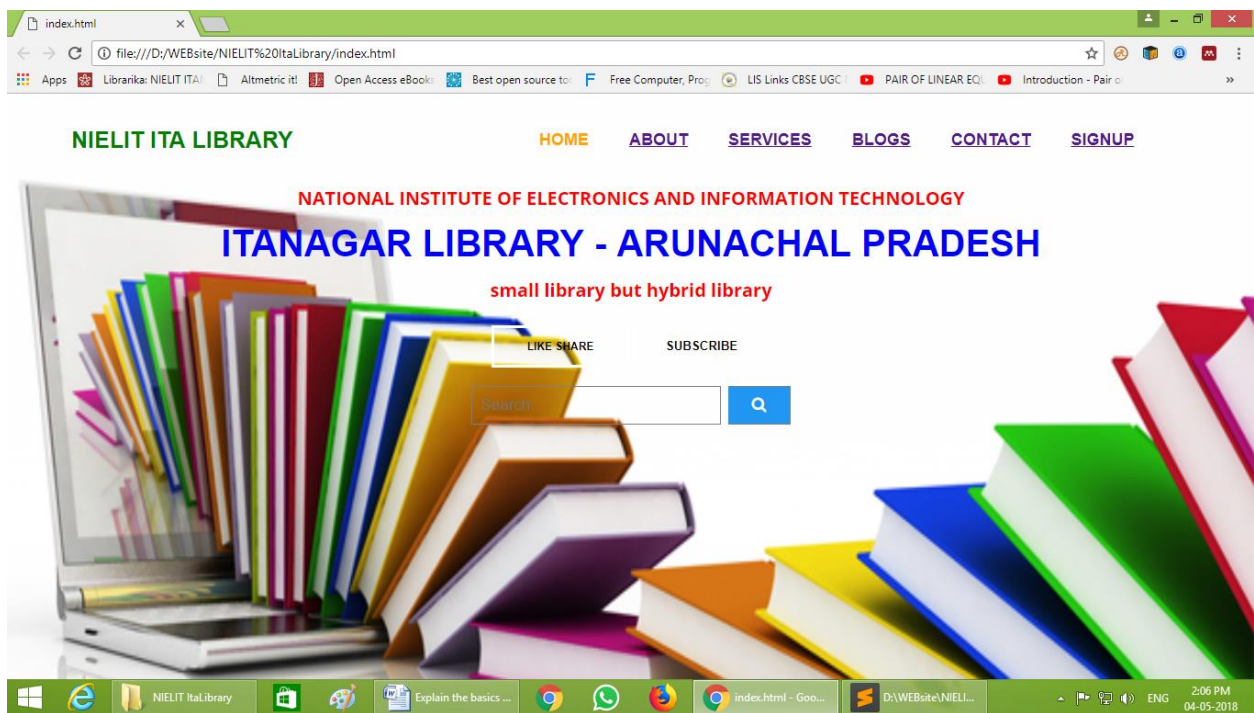 index.html
file:///D:/WEBsite/NIELIT%20ItaLibrary/index.html
Apps Librarika: NIELIT ITA Altmetric it! Open Access eBooks Best open source to Free Computer, Prog LIS Links CBSE UGC PAIR OF LINEAR EQU Introduction - Pair o »
NIELIT ITA LIBRARY HOME ABOUT SERVICES BLOGS CONTACT SIGNUP
NATIONAL INSTITUTE OF ELECTRONICS AND INFORMATION TECHNOLOGY
ITANAGAR LIBRARY - ARUNACHAL PRADESH
small library but hybrid library
LIKE SHARE SUBSCRIBE
Search..
NIELIT ItaLibrary Explain the basics ... index.html - Goo... D:\WEBsite\NIELI... ENG 2:06 PM
04-05-2018